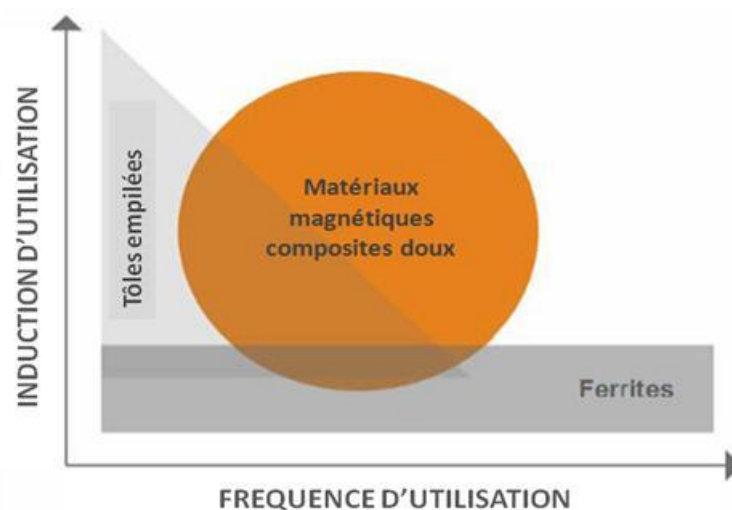 INDUCTION D’UTILISATION
Tôles empilées
Matériaux
magnétiques
composites doux
Ferrites
FREQUENCE D’UTILISATION